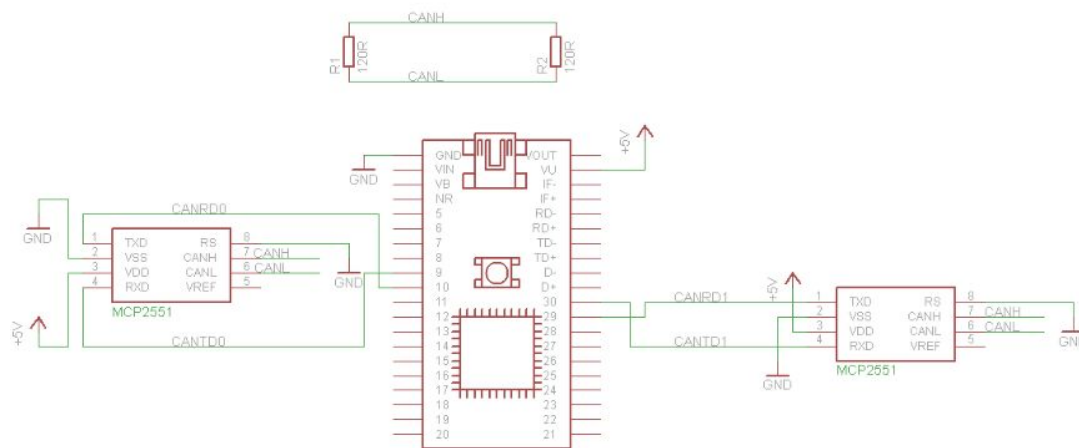 CANH
R1
120R
R2
120R
CANL
+5V
GND
GND VOUT
VIN VU
VB IF-
NR IF+
5 RD-
6 RD+
7 TD-
8 TD+
9 D-
10 D+
11 30
12 29
13 28
14 27
15 26
16 25
17 24
18 23
19 22
20 21
CANRD0
GND
1 TXD RS 8
2 VSS CANH 7 CANH
3 VDD CANL 6 CANL
4 RXD VREF 5
GND
MCP2551
+5V
CANTD0
CANRD1
+5V
1 TXD RS 8
2 VSS CANH 7 CANH
3 VDD CANL 6 CANL
4 RXD VREF 5
CANTD1
GND
MCP2551
GND